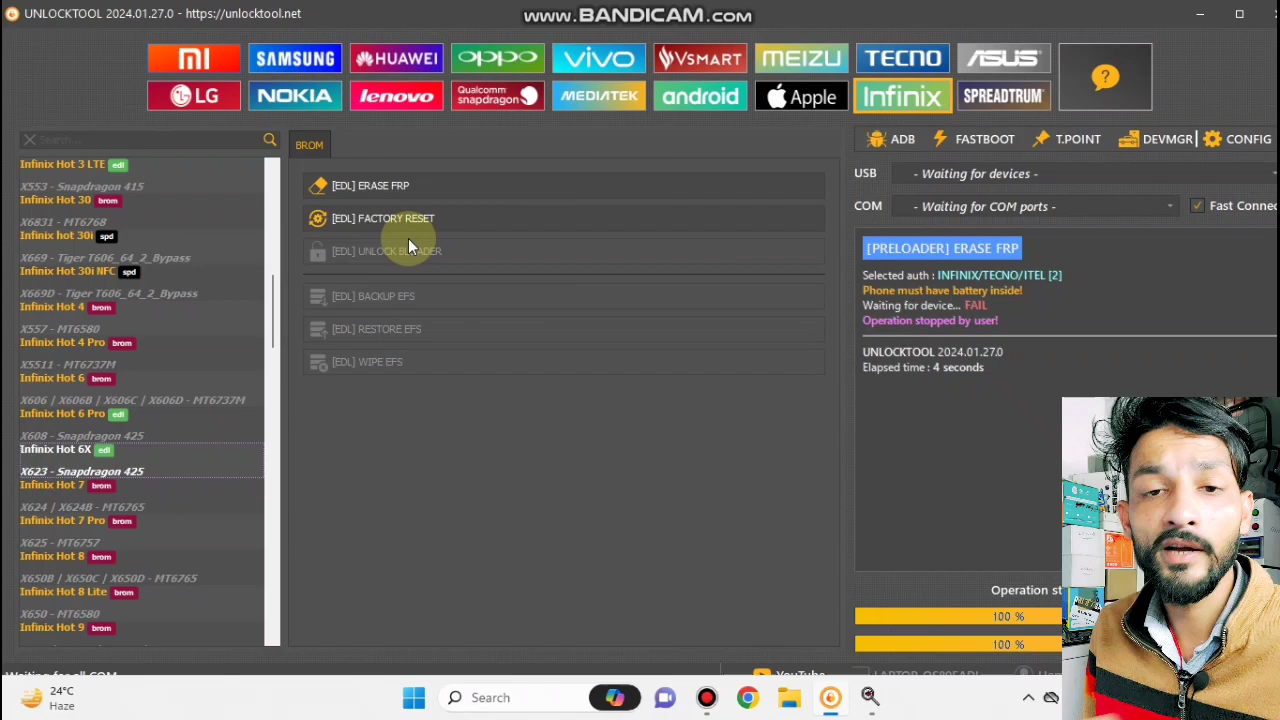 UNLOCKTOOL 2024.01.27.0 - https://unlocktool.net
www.BANDICAM.com
mi SAMSUNG HUAWEI oppo vivo VSMART MEIZU TECNO ASUS
LG NOKIA lenovo Qualcomm snapdragon MEDIATEK android Apple Infinix SPREADTRUM
?
Search...
Infinix Hot 3 LTE edl
X553 - Snapdragon 415
Infinix Hot 30 brom
X6831 - MT6768
Infinix hot 30i spd
X669 - Tiger T606_64_2_Bypass
Infinix Hot 30i NFC spd
X669D - Tiger T606_64_2_Bypass
Infinix Hot 4 brom
X557 - MT6580
Infinix Hot 4 Pro brom
X5511 - MT6737M
Infinix Hot 6 brom
X606 | X606B | X606C | X606D - MT6737M
Infinix Hot 6 Pro edl
X608 - Snapdragon 425
Infinix Hot 6X edl
X623 - Snapdragon 425
Infinix Hot 7 brom
X624 | X624B - MT6765
Infinix Hot 7 Pro brom
X625 - MT6757
Infinix Hot 8 brom
X650B | X650C | X650D - MT6765
Infinix Hot 8 Lite brom
X650 - MT6580
Infinix Hot 9 brom
BROM
[EDL] ERASE FRP
[EDL] FACTORY RESET
[EDL] UNLOCK
[EDL] BACKUP EFS
[EDL] RESTORE EFS
[EDL] WIPE EFS
ADB FASTBOOT T.POINT DEVMGR CONFIG
USB - Waiting for devices -
COM - Waiting for COM ports - Fast Connec
[PRELOADER] ERASE FRP
Selected auth : INFINIX/TECNO/ITEL [2]
Phone must have battery inside!
Waiting for device... FAIL
Operation stopped by user!
UNLOCKTOOL 2024.01.27.0
Elapsed time : 4 seconds
Operation st
100 %
100 %
YouTube
24°C
Haze
Search